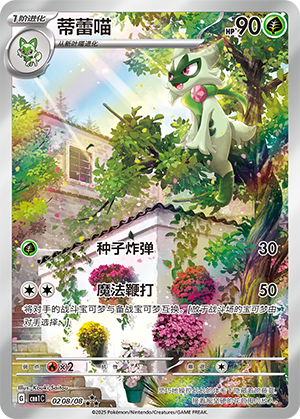 1阶进化
蒂蕾喵
从新叶喵进化
HP90
种子炸弹 30
魔法鞭打 50
将对手的战斗宝可梦与备战宝可梦互换。[放于战斗场的宝可梦由
对手选择。]
×2
Illus.
G csm1C 02 08/08
©2025 Pokémon/Nintendo/Creatures/GAME FREAK.